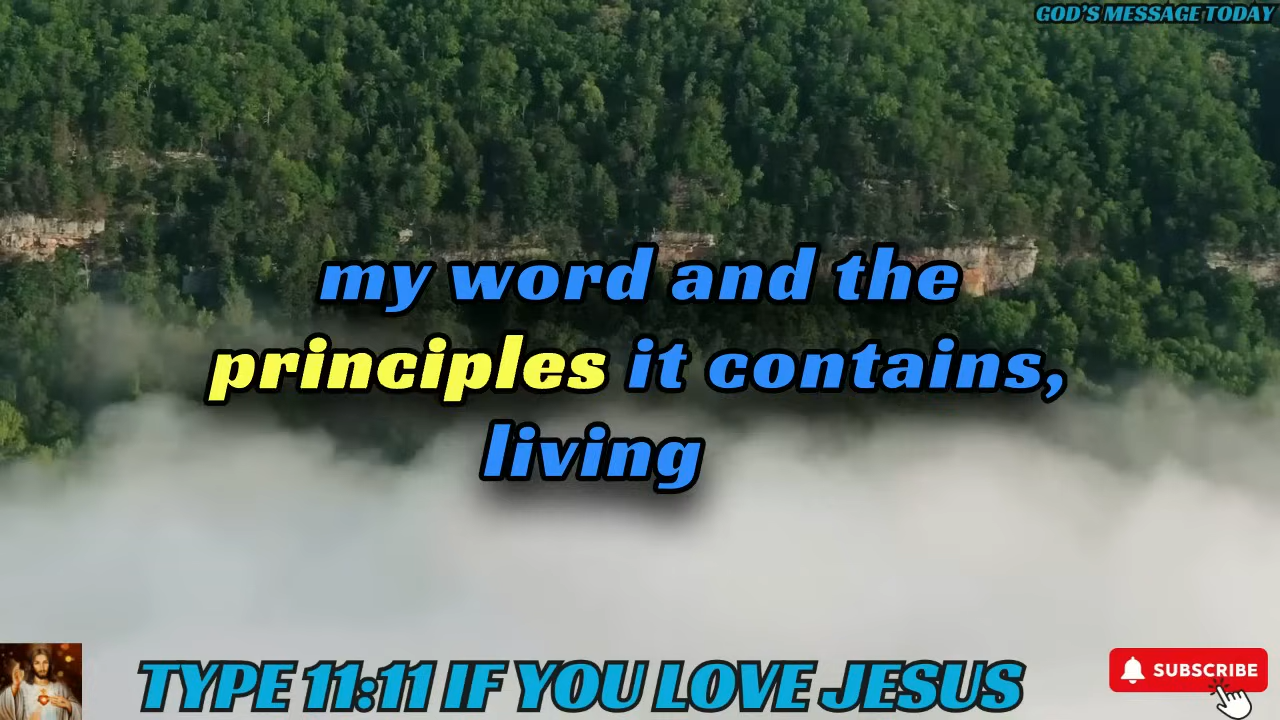 GOD'S MESSAGE TODAY
my word and the
principles it contains,
living
TYPE 11:11 IF YOU LOVE JESUS
SUBSCRIBE